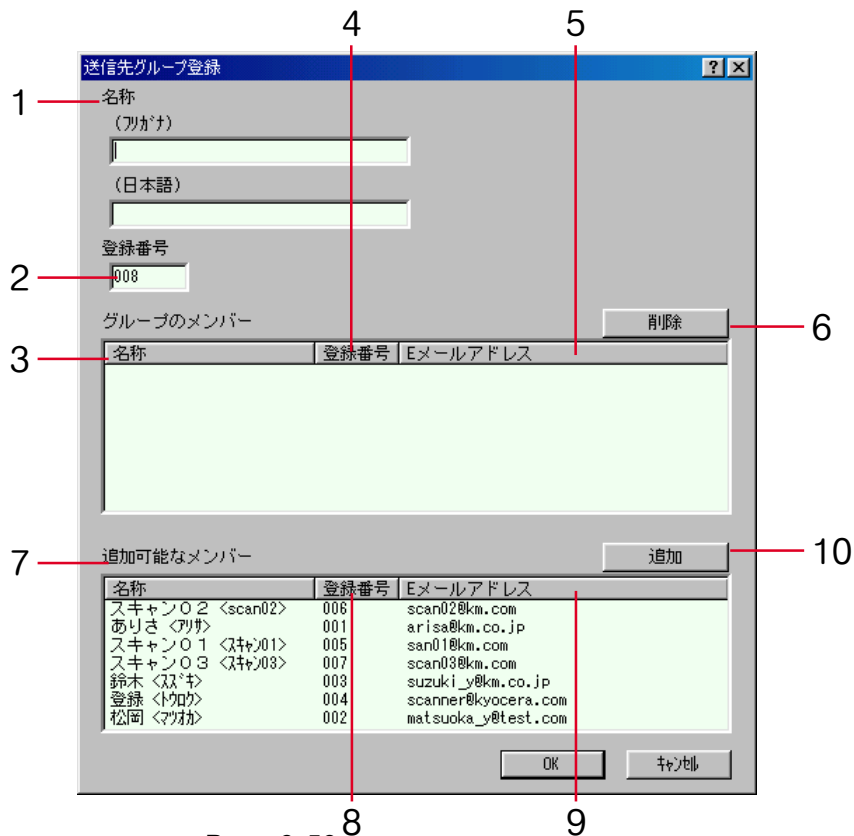 4 5
送信先グループ登録
1 名称
(ﾌﾘｶﾞﾅ)
(日本語)
登録番号
2 008
グループのメンバー 削除 6
3 名称 登録番号 Eメールアドレス
7 追加可能なメンバー 追加 10
名称 登録番号 Eメールアドレス
スキャン０２ <scan02> 006 scan02@km.com
ありさ <ｱﾘｻ> 001 arisa@km.co.jp
スキャン０１ <ｽｷｬﾝ01> 005 san01@km.com
スキャン０３ <ｽｷｬﾝ03> 007 scan03@km.com
鈴木 <ｽｽﾞｷ> 003 suzuki_y@km.co.jp
登録 <ﾄｳﾛｸ> 004 scanner@kyocera.com
松岡 <ﾏﾂｵｶ> 002 matsuoka_y@test.com
OK ｷｬﾝｾﾙ
8 9